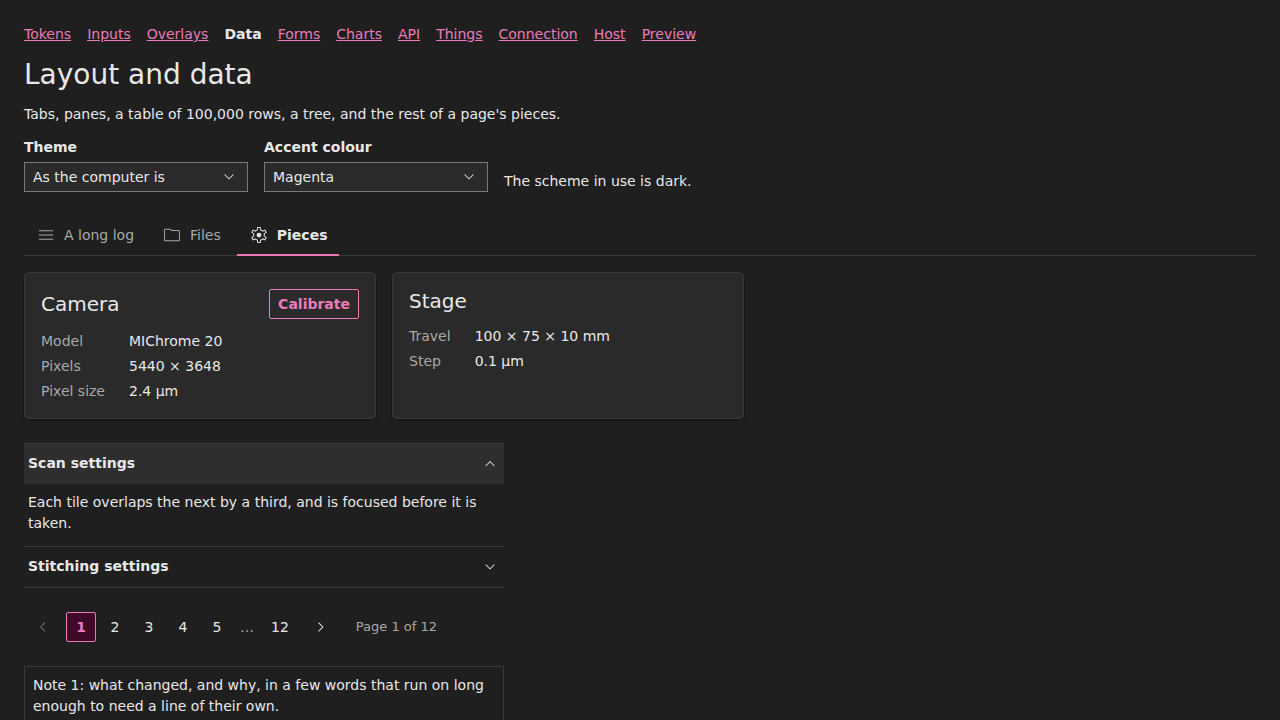 Tokens Inputs Overlays Data Forms Charts API Things Connection Host Preview
Layout and data
Tabs, panes, a table of 100,000 rows, a tree, and the rest of a page's pieces.
Theme Accent colour
As the computer is Magenta The scheme in use is dark.
A long log Files Pieces
Camera Calibrate
Model MIChrome 20
Pixels 5440 × 3648
Pixel size 2.4 µm
Stage
Travel 100 × 75 × 10 mm
Step 0.1 µm
Scan settings
Each tile overlaps the next by a third, and is focused before it is
taken.
Stitching settings
1 2 3 4 5 … 12 Page 1 of 12
Note 1: what changed, and why, in a few words that run on long
enough to need a line of their own.